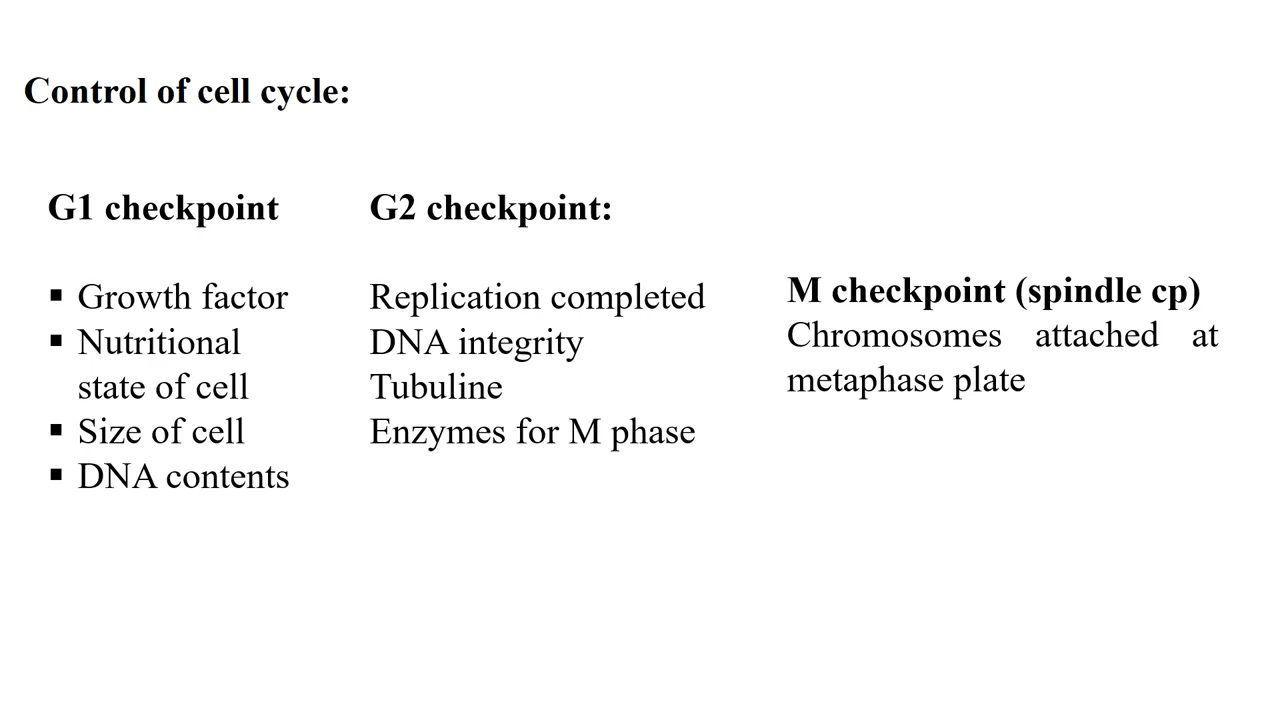 Control of cell cycle:
G1 checkpoint
▪ Growth factor
▪ Nutritional
state of cell
▪ Size of cell
▪ DNA contents
G2 checkpoint:
Replication completed
DNA integrity
Tubuline
Enzymes for M phase
M checkpoint (spindle cp)
Chromosomes attached at
metaphase plate